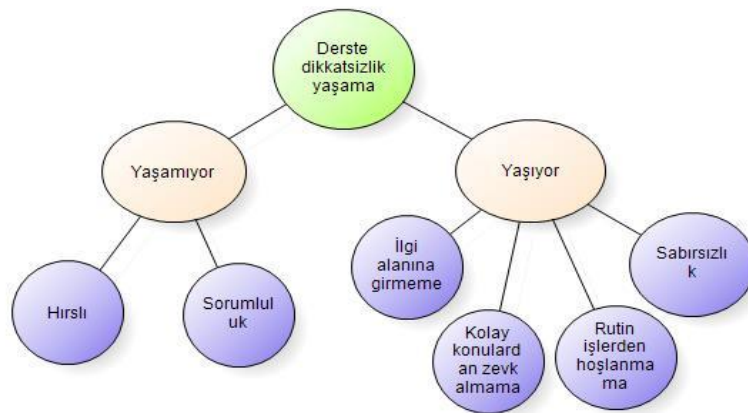 Derste
dikkatsizlik
yaşama
Yaşamıyor
Yaşıyor
Hırslı
Sorumlul
uk
İlgi
alanına
girmeme
Kolay
konulard
an zevk
almama
Rutin
işlerden
hoşlanma
ma
Sabırsızlı
k